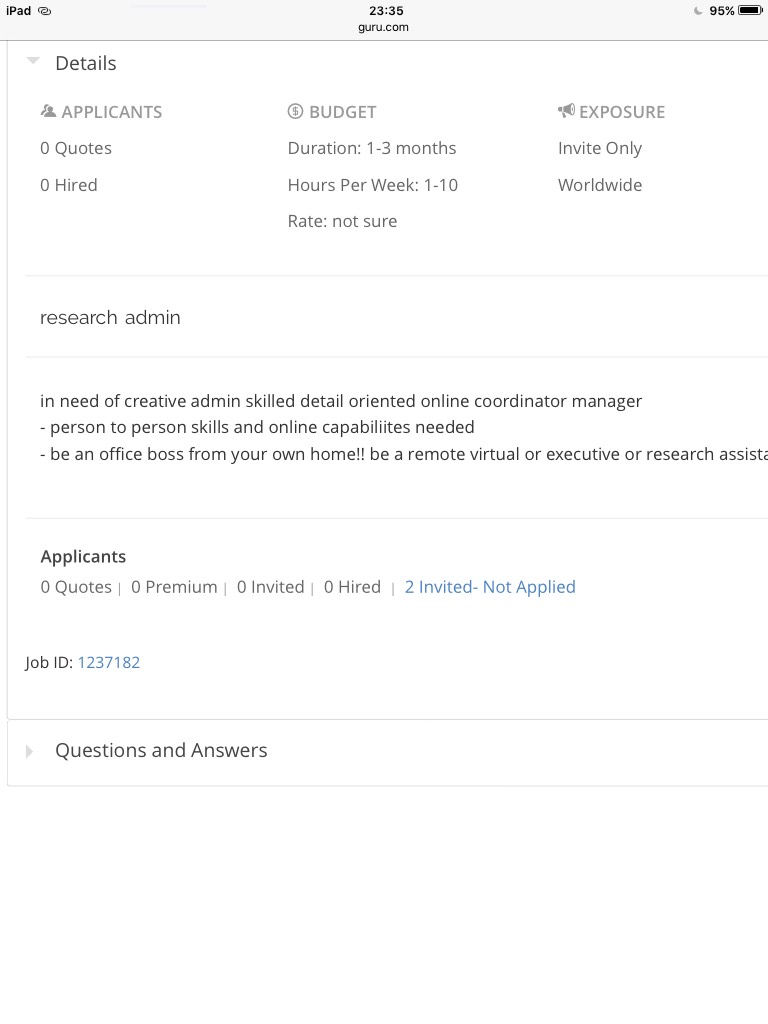 iPad 23:35 95%
guru.com
Details
APPLICANTS BUDGET EXPOSURE
0 Quotes Duration: 1-3 months Invite Only
0 Hired Hours Per Week: 1-10 Worldwide
Rate: not sure
research admin
in need of creative admin skilled detail oriented online coordinator manager
- person to person skills and online capabiliites needed
- be an office boss from your own home!! be a remote virtual or executive or research assista
Applicants
0 Quotes | 0 Premium | 0 Invited | 0 Hired | 2 Invited- Not Applied
Job ID: 1237182
Questions and Answers